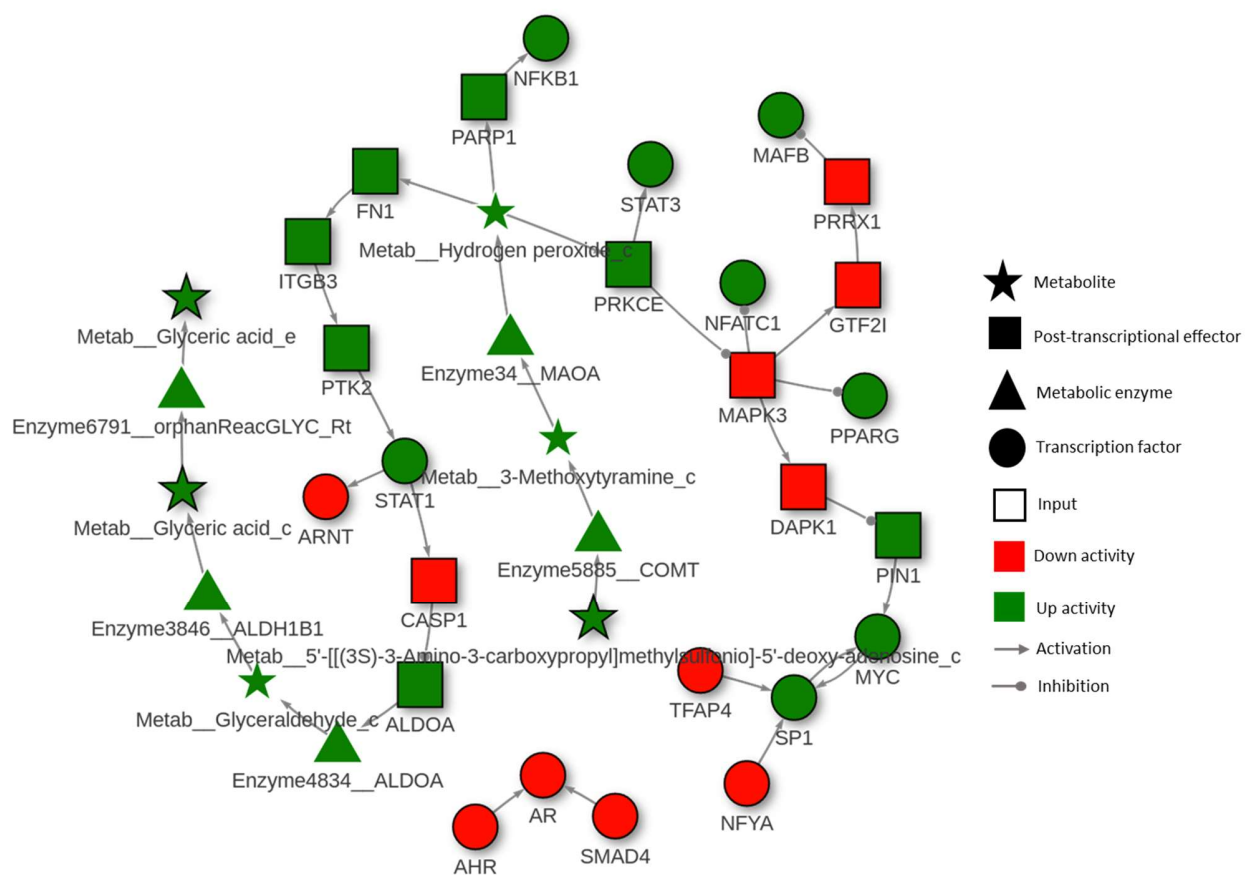 NFKB1
PARP1
MAFB
FN1
STAT3
PRRX1
Metab__Hydrogen peroxide_c
ITGB3
Metabolite
PRKCE
NFATC1
GTF2I
Metab__Glyceric acid_e
Post-transcriptional effector
Enzyme34__MAOA
PTK2
Metabolic enzyme
MAPK3
Enzyme6791__orphanReacGLYC_Rt
PPARG
Transcription factor
Metab__3-Methoxytyramine_c
STAT1
Input
Metab__Glyceric acid_c
ARNT
DAPK1
Down activity
Enzyme5885__COMT
PIN1
Up activity
CASP1
Enzyme3846__ALDH1B1
Activation
Metab__5'-[[(3S)-3-Amino-3-carboxypropyl]methylsulfonio]-5'-deoxy-adenosine_c
MYC
Inhibition
TFAP4
Metab__Glyceraldehyde_c
ALDOA
SP1
Enzyme4834__ALDOA
AR
NFYA
SMAD4
AHR